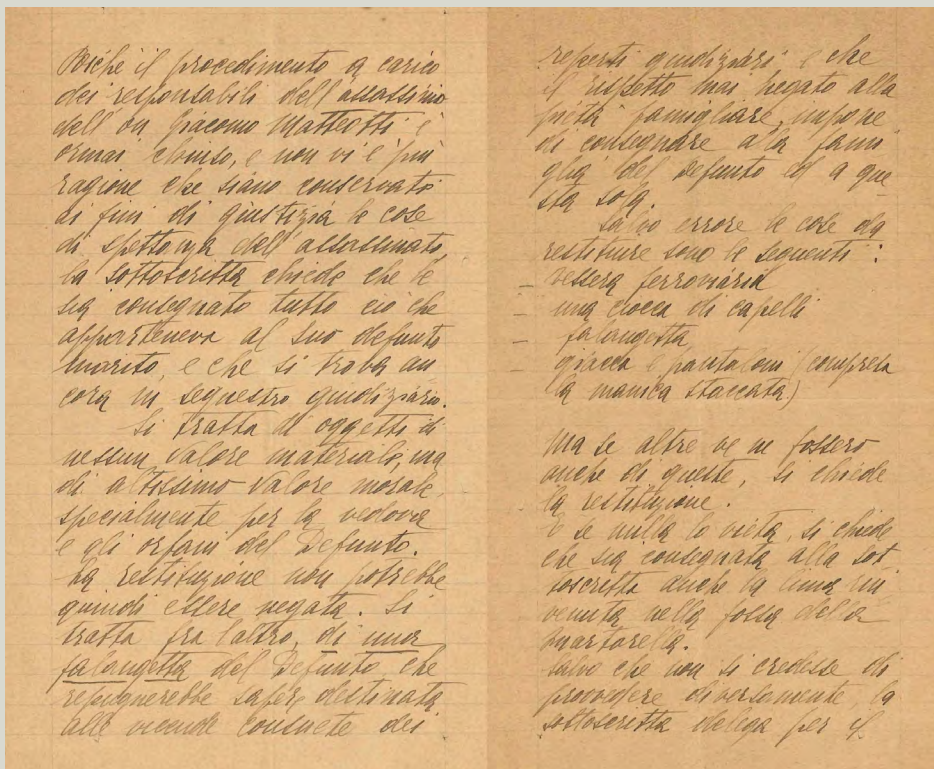 Poiché il procedimento a carico
dei responsabili dell'assassinio
dell'on Giacomo Matteotti è
ormai chiuso, e non vi è più
ragione che siano conservati
ai fini di giustizia le cose
di spettanza dell'assassinato,
la sottoscritta chiede che le
sia consegnato tutto ciò che
apparteneva al suo defunto
marito, e che si trova an
cora in sequestro giudiziario.
Si tratta di oggetti di
nessun valore materiale, ma
di altissimo valore morale,
specialmente per la vedova
e gli orfani del Defunto.
La restituzione non potrebbe
quindi essere negata. Si
tratta fra l'altro, di una
falangetta del Defunto che
repugnerebbe saper destinata
alle vicende consuete dei
reperti giudiziari e che
il rispetto mai negato alla
pietà famigliare, impone
di consegnare alla fami
glia del Defunto ed a que
sta sola.
Salvo errore le cose da
restituire sono le seguenti:
- tessera ferroviaria
- una ciocca di capelli
- falangetta
- giacca e pantaloni (compresa
la manica staccata)
Ma se altre ve ne fossero
anche di queste, si chiede
la restituzione.
E se nulla lo vieta, si chiede
che sia consegnata alla sot
toscritta anche la lima rin
venuta nella fossa della
Quartarella.
Salvo che non si credesse di
provvedere diversamente, la
sottoscritta delega per il